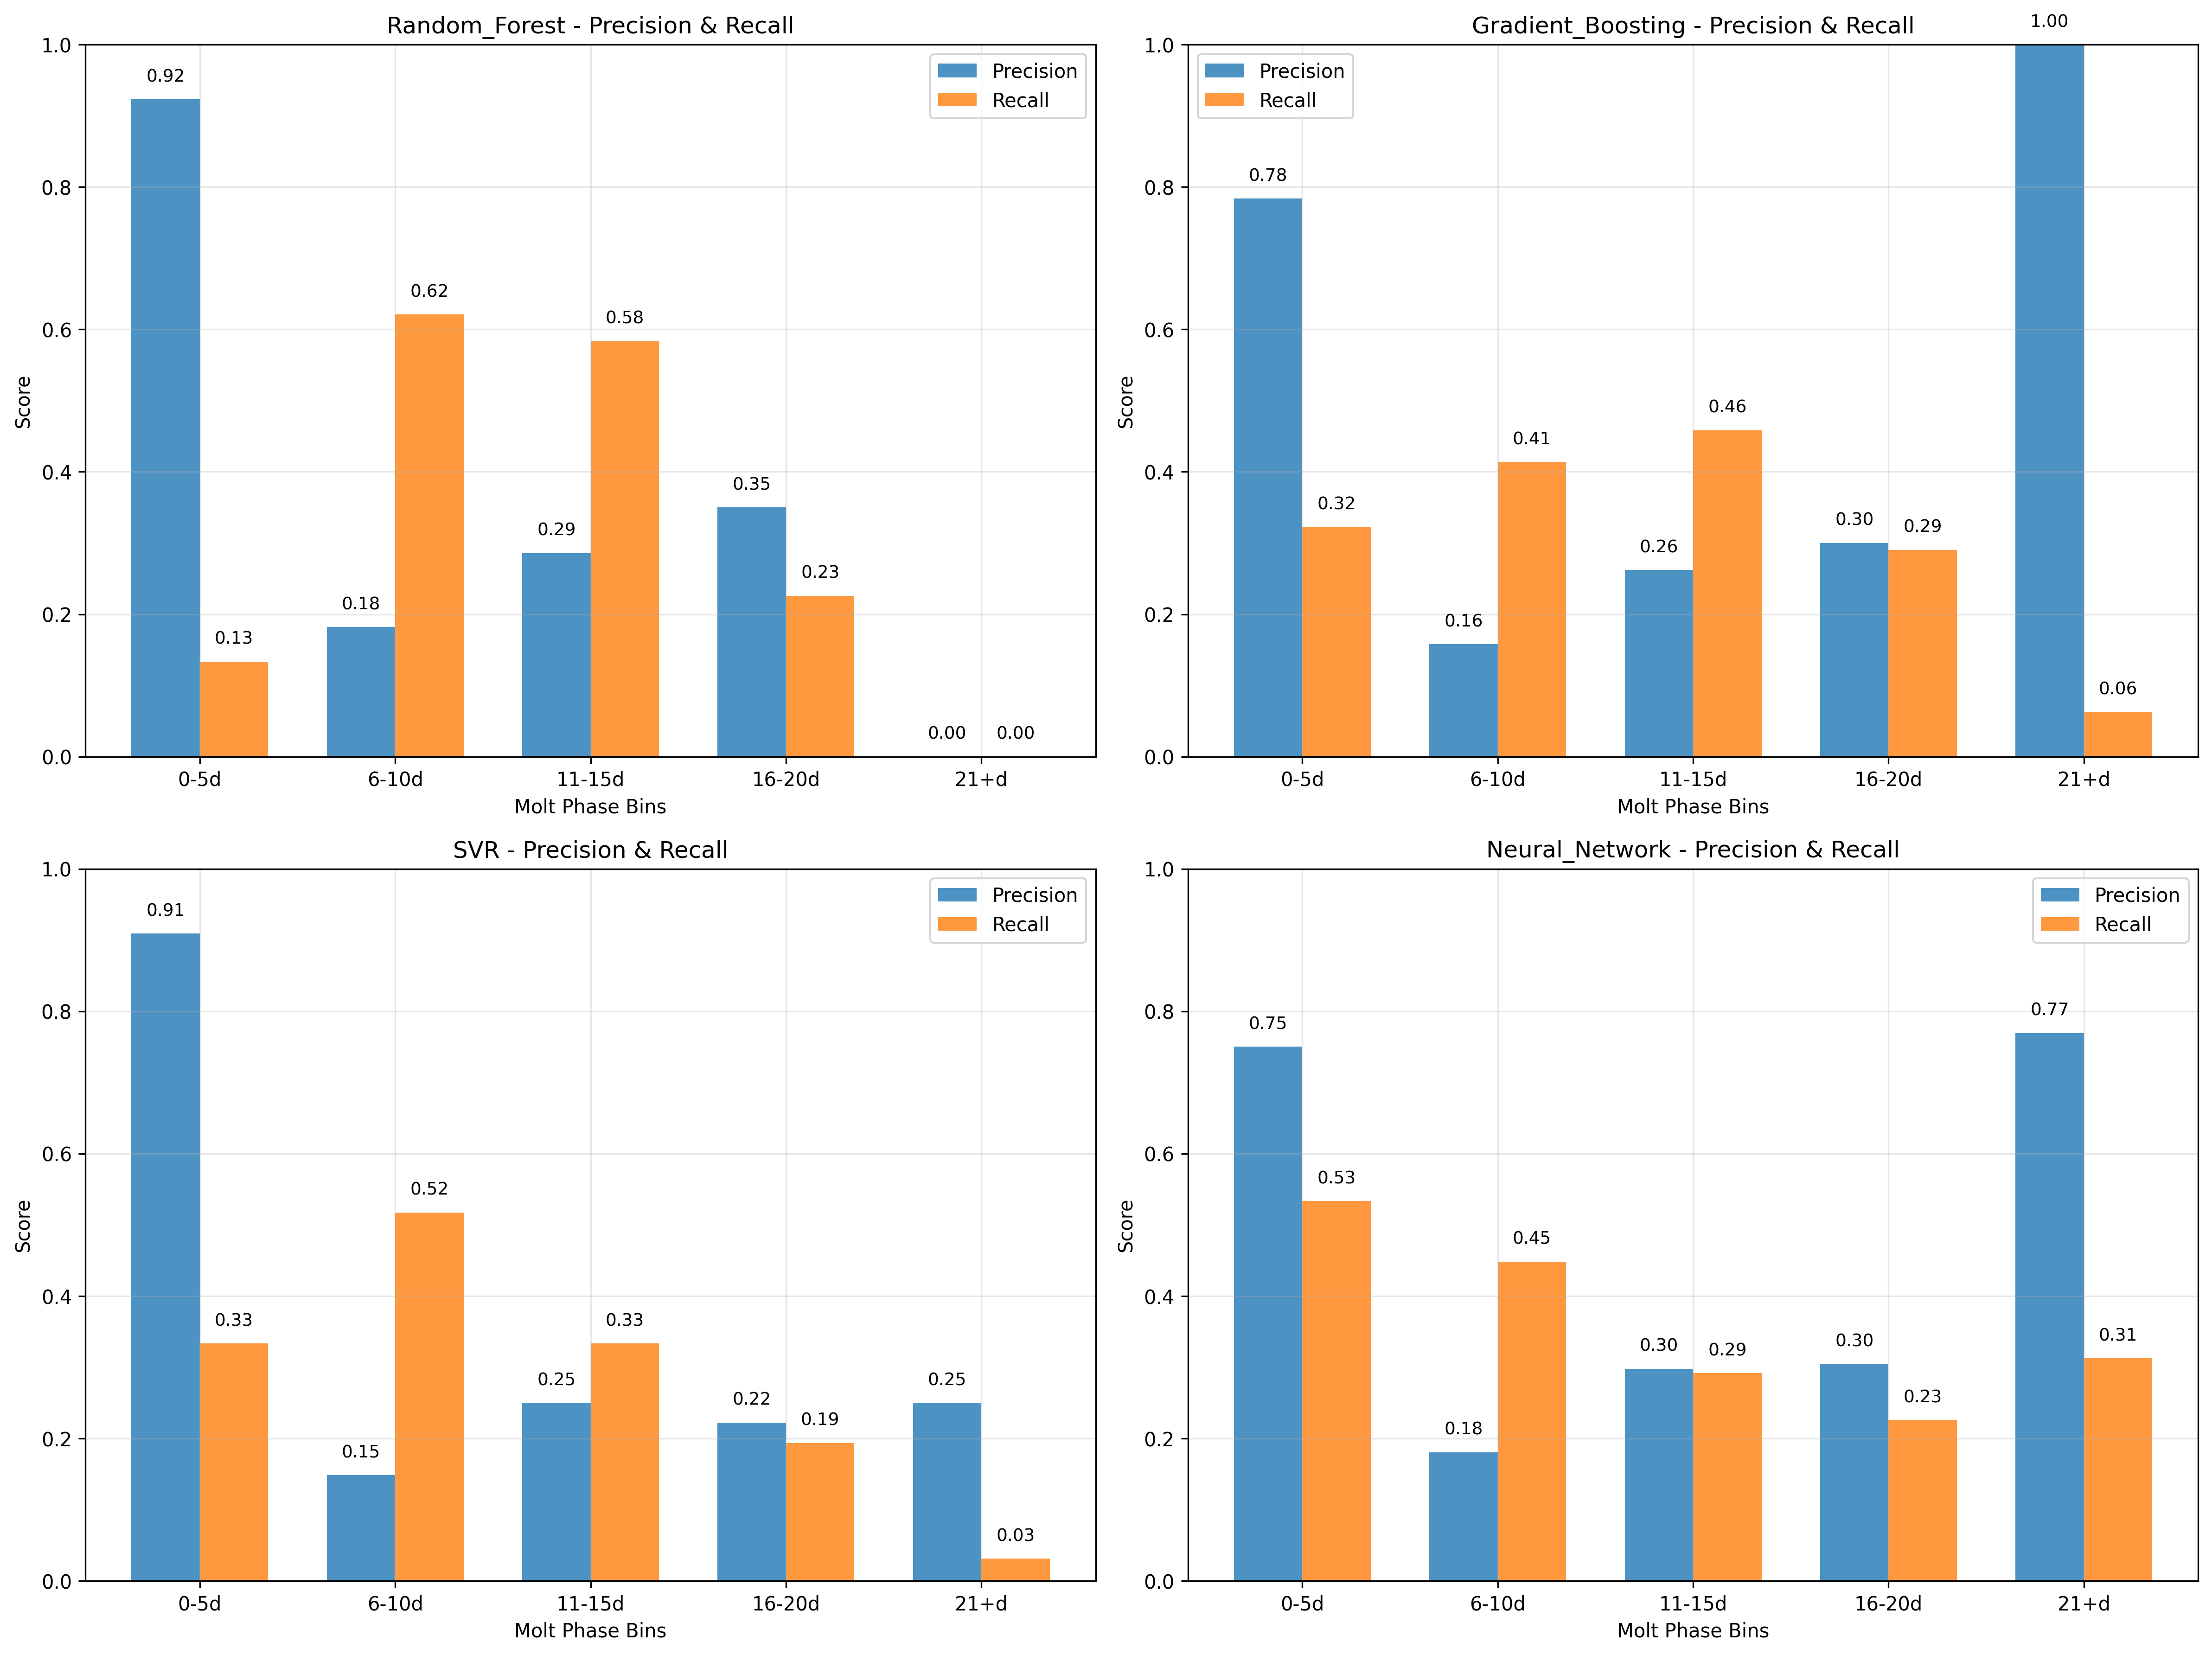 Random_Forest - Precision & Recall
1.0
0.8
0.6
0.4
0.2
0.0
Score
Precision
Recall
0.92
0.13
0.18
0.62
0.29
0.58
0.35
0.23
0.00
0.00
0-5d
6-10d
11-15d
16-20d
21+d
Molt Phase Bins
Gradient_Boosting - Precision & Recall
1.0
0.8
0.6
0.4
0.2
0.0
Score
Precision
Recall
0.78
0.32
0.16
0.41
0.26
0.46
0.30
0.29
1.00
0.06
0-5d
6-10d
11-15d
16-20d
21+d
Molt Phase Bins
SVR - Precision & Recall
1.0
0.8
0.6
0.4
0.2
0.0
Score
Precision
Recall
0.91
0.33
0.15
0.52
0.25
0.33
0.22
0.19
0.25
0.03
0-5d
6-10d
11-15d
16-20d
21+d
Molt Phase Bins
Neural_Network - Precision & Recall
1.0
0.8
0.6
0.4
0.2
0.0
Score
Precision
Recall
0.75
0.53
0.18
0.45
0.30
0.29
0.30
0.23
0.77
0.31
0-5d
6-10d
11-15d
16-20d
21+d
Molt Phase Bins